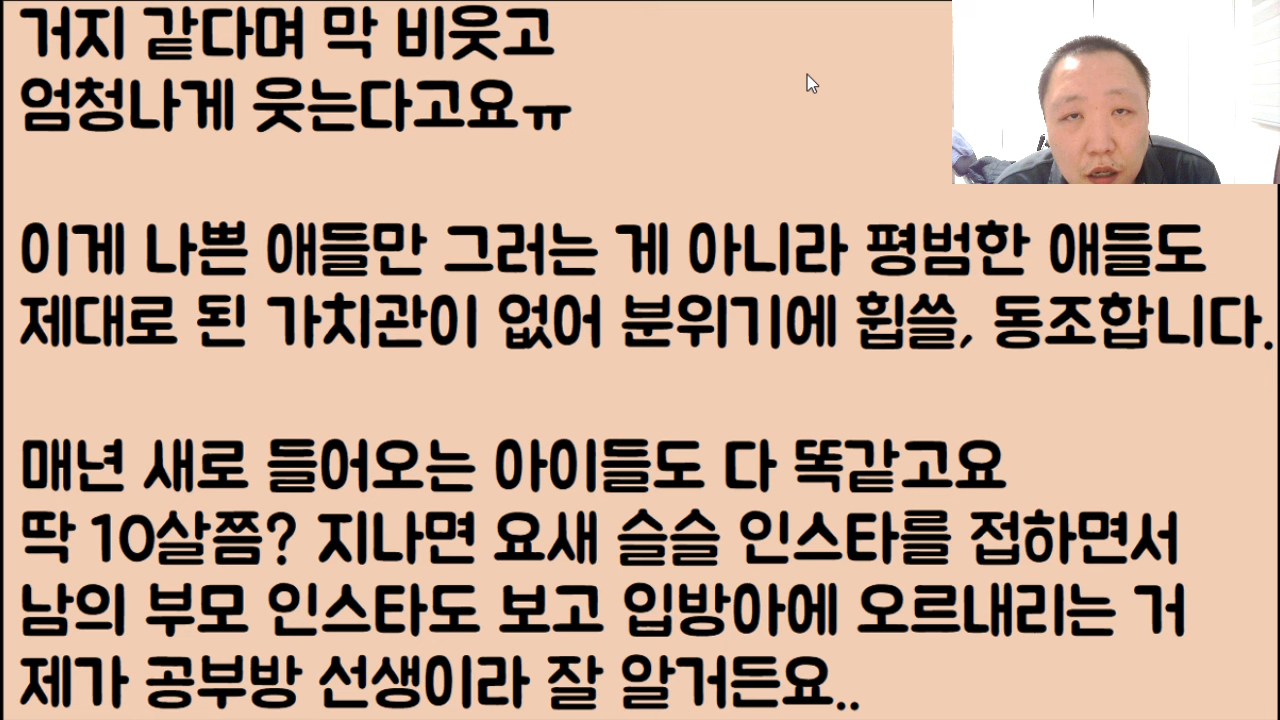 거지 같다며 막 비웃고
엄청나게 웃는다고요ㅠ
이게 나쁜 애들만 그러는 게 아니라 평범한 애들도
제대로 된 가치관이 없어 분위기에 휩쓸, 동조합니다.
매년 새로 들어오는 아이들도 다 똑같고요
딱 10살쯤? 지나면 요새 슬슬 인스타를 접하면서
남의 부모 인스타도 보고 입방아에 오르내리는 거
제가 공부방 선생이라 잘 알거든요..